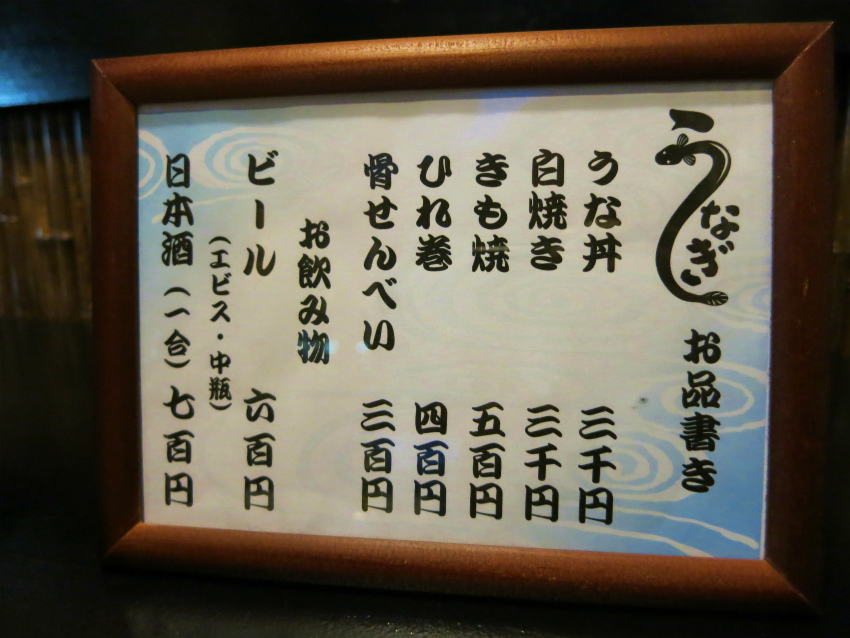 うなぎ お品書き
うな丼 三千円
白焼き 三千円
きも焼 五百円
ひれ巻 四百円
骨せんべい 三百円
お飲み物
ビール 六百円
（エビス・中瓶）
日本酒（一合）七百円